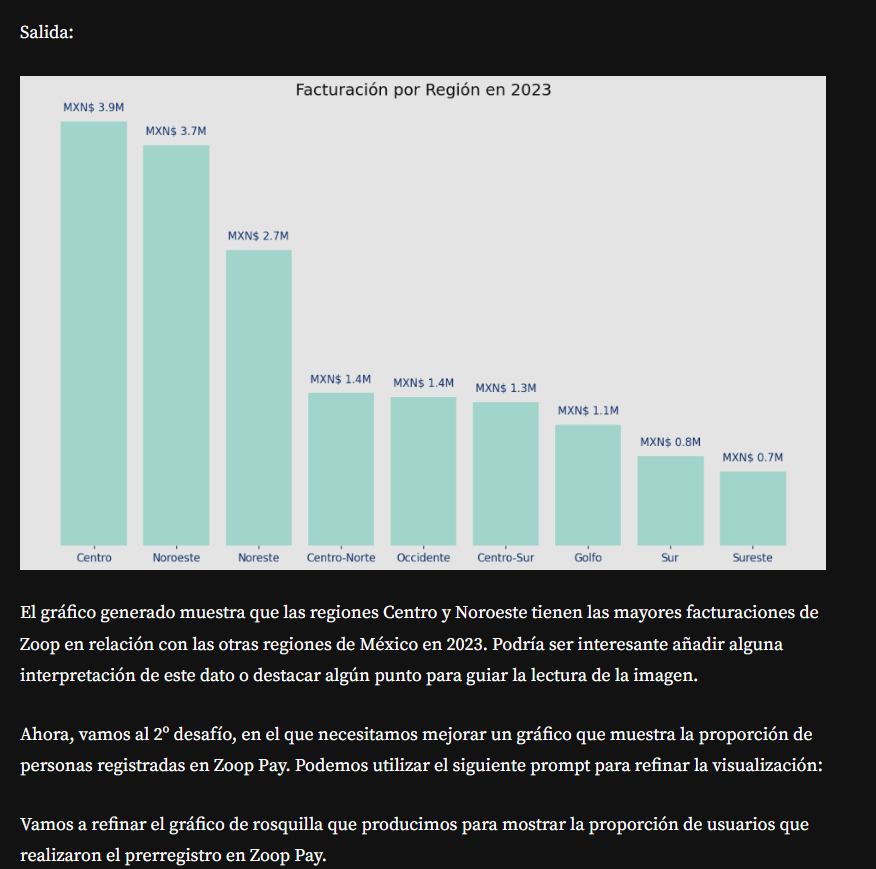 Salida:
Facturación por Región en 2023
MXN$ 3.9M
MXN$ 3.7M
MXN$ 2.7M
MXN$ 1.4M
MXN$ 1.4M
MXN$ 1.3M
MXN$ 1.1M
MXN$ 0.8M
MXN$ 0.7M
Centro Noroeste Noreste Centro-Norte Occidente Centro-Sur Golfo Sur Sureste
El gráfico generado muestra que las regiones Centro y Noroeste tienen las mayores facturaciones de
Zoop en relación con las otras regiones de México en 2023. Podría ser interesante añadir alguna
interpretación de este dato o destacar algún punto para guiar la lectura de la imagen.
Ahora, vamos al 2º desafío, en el que necesitamos mejorar un gráfico que muestra la proporción de
personas registradas en Zoop Pay. Podemos utilizar el siguiente prompt para refinar la visualización:
Vamos a refinar el gráfico de rosquilla que producimos para mostrar la proporción de usuarios que
realizaron el prerregistro en Zoop Pay.